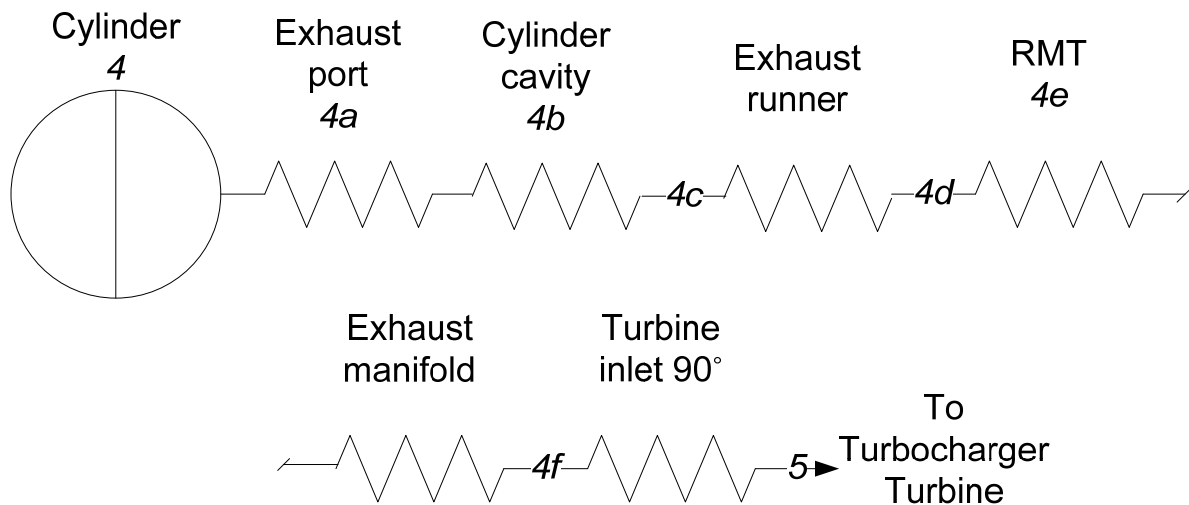 Cylinder
4
Exhaust
port
4a
Cylinder
cavity
4b
Exhaust
runner
RMT
4e
4c
4d
Exhaust
manifold
Turbine
inlet 90°
4f
5
To
Turbocharger
Turbine